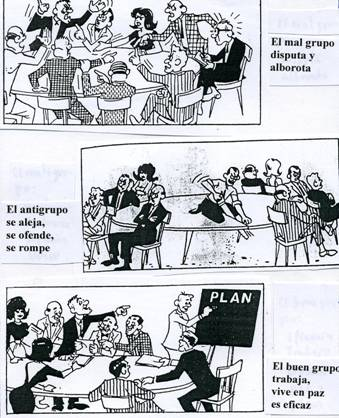 El mal grupo
disputa y
alborota
El antigrupo
se aleja,
se ofende,
se rompe
PLAN
El buen grupo
trabaja,
vive en paz
es eficaz